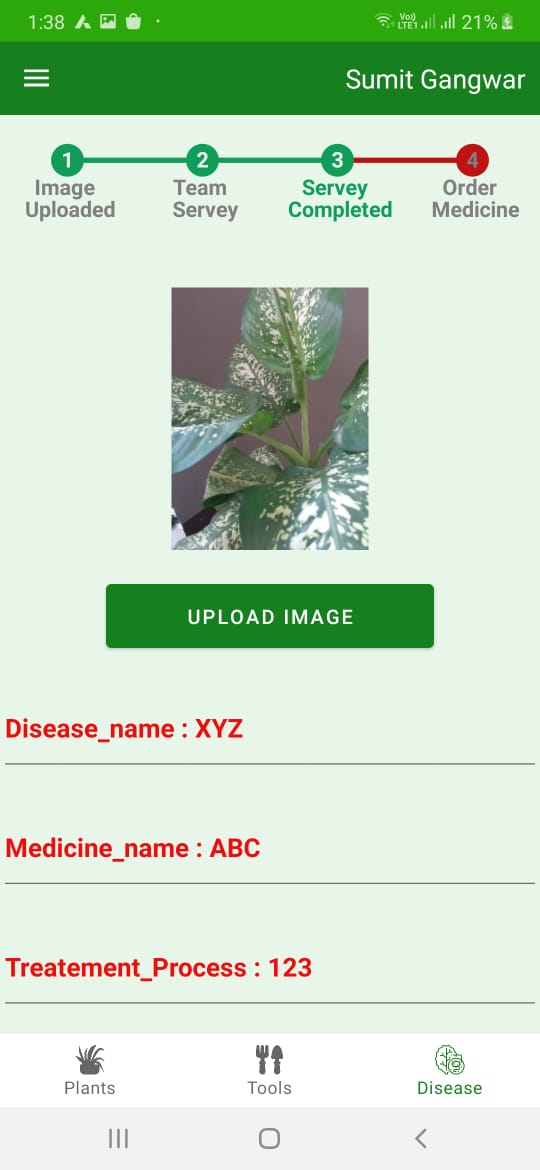 1:38
Vo)) LTE1 21%
Sumit Gangwar
1 2 3 4
Image Uploaded
Team Servey
Servey Completed
Order Medicine
UPLOAD IMAGE
Disease_name : XYZ
Medicine_name : ABC
Treatement_Process : 123
Plants Tools Disease